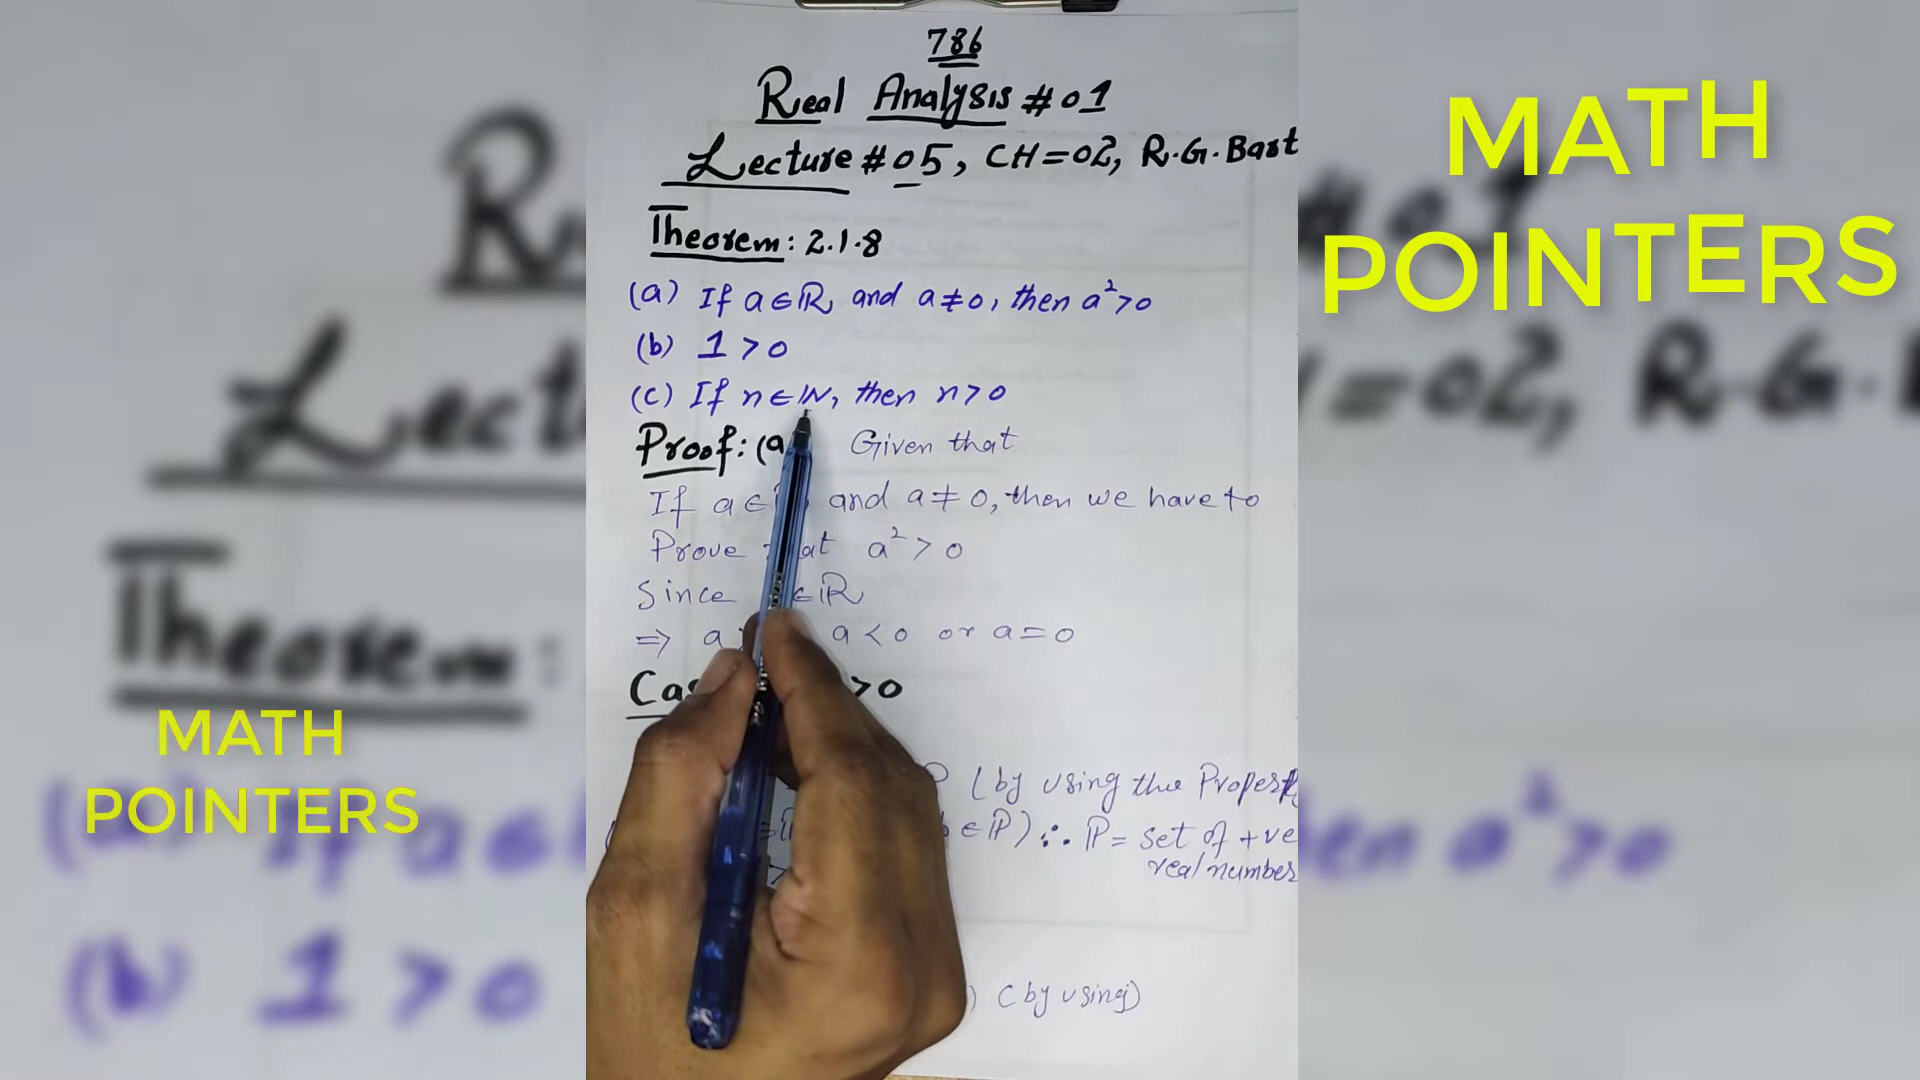 786
Real Analysis #01
Lecture #05, CH=02, R.G.Bart
Theorem: 2.1.8
(a) If a∈ℝ and a≠0, then a²>0
(b) 1>0
(c) If n∈ℕ, then n>0
Proof: (a Given that
If a∈ and a≠0, then we have to
Prove at a²>0
Since ∈ℝ
⇒ a a<0 or a=0
>0
(by using the Propert
∈ℙ) ∴ ℙ= set of +ve
real number
(by using)
MATH
POINTERS
MATH
POINTERS